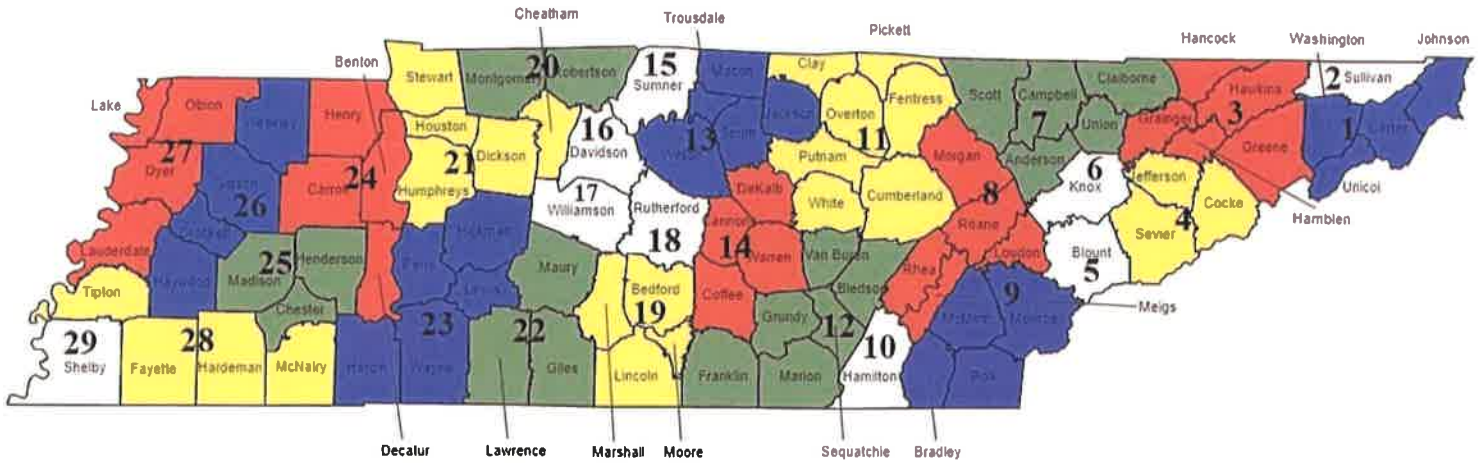 Cheatham
Trousdale
Pickett
Hancock
Washington
Johnson
Benton
Lake
Obion
Henry
Stewart
Montgomery
20
Robertson
15
Sumner
Macon
Clay
Overton
Fentress
Scott
Campbell
7
Claiborne
Union
Hawkins
Grainger
3
Greene
2
Sullivan
1
Carter
Unicoi
Hamblen
27
Dyer
Carroll
24
26
Houston
21
Dickson
Humphreys
16
Davidson
17
Williamson
Rutherford
18
13
Jackson
Putnam
11
White
Cumberland
DeKalb
Cannon
14
Warren
Coffee
Morgan
8
Roane
Loudon
Anderson
6
Knox
Jefferson
Sevier
4
Cocke
Blount
5
Meigs
Lauderdale
Tipton
Haywood
25
Madison
Henderson
Chester
Hickman
Perry
Lewis
Maury
Bedford
19
Van Buren
Bledsoe
Rhea
9
McMinn
Monroe
29
Shelby
Fayette
28
Hardeman
McNairy
Hardin
23
Wayne
22
Giles
Lincoln
Franklin
Grundy
12
Marion
10
Hamilton
Polk
Decatur
Lawrence
Marshall
Moore
Sequatchie
Bradley